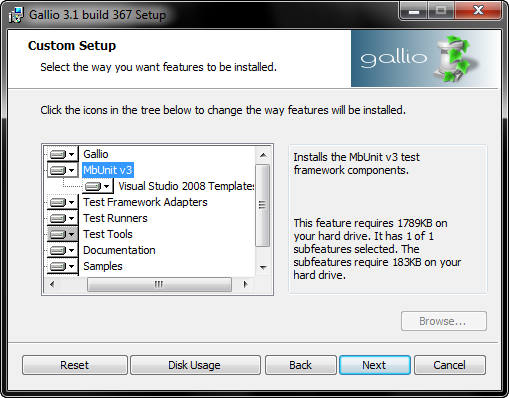 Gallio 3.1 build 367 Setup
Custom Setup
Select the way you want features to be installed.
gallio
Click the icons in the tree below to change the way features will be installed.
Gallio
MbUnit v3
Visual Studio 2008 Templates
Test Framework Adapters
Test Runners
Test Tools
Documentation
Samples
Installs the MbUnit v3 test
framework components.
This feature requires 1789KB on
your hard drive. It has 1 of 1
subfeatures selected. The
subfeatures require 183KB on your
hard drive.
Browse...
Reset
Disk Usage
Back
Next
Cancel